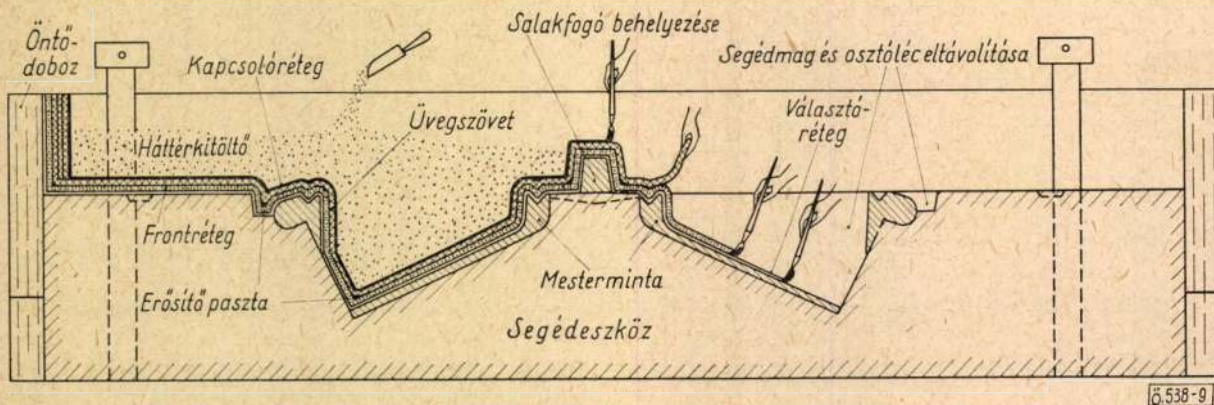 Öntő-
doboz
Kapcsolóréteg
Salakfogó behelyezése
Segédmag és osztóléc eltávolítása
Üvegszövet
Választó-
réteg
Háttérkitöltő
Frontréteg
Erősítő paszta
Mesterminta
Segédeszköz
Ö.538-9